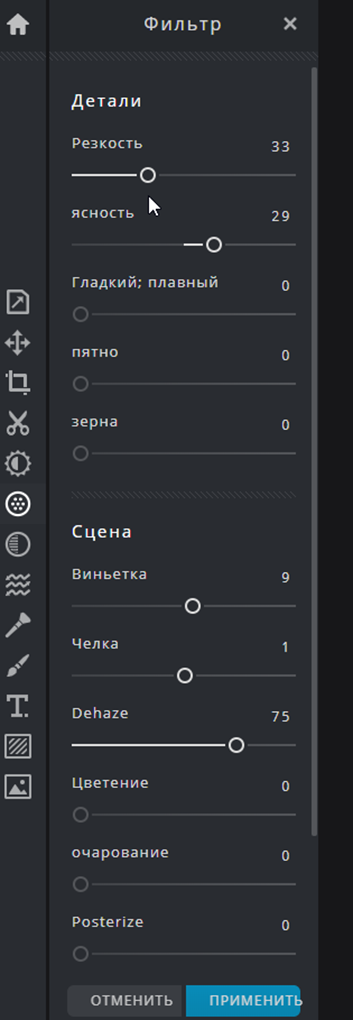 Фильтр
Детали
Резкость 33
ясность 29
Гладкий; плавный 0
пятно 0
зерна 0
Сцена
Виньетка 9
Челка 1
Dehaze 75
Цветение 0
очарование 0
Posterize 0
ОТМЕНИТЬ ПРИМЕНИТЬ